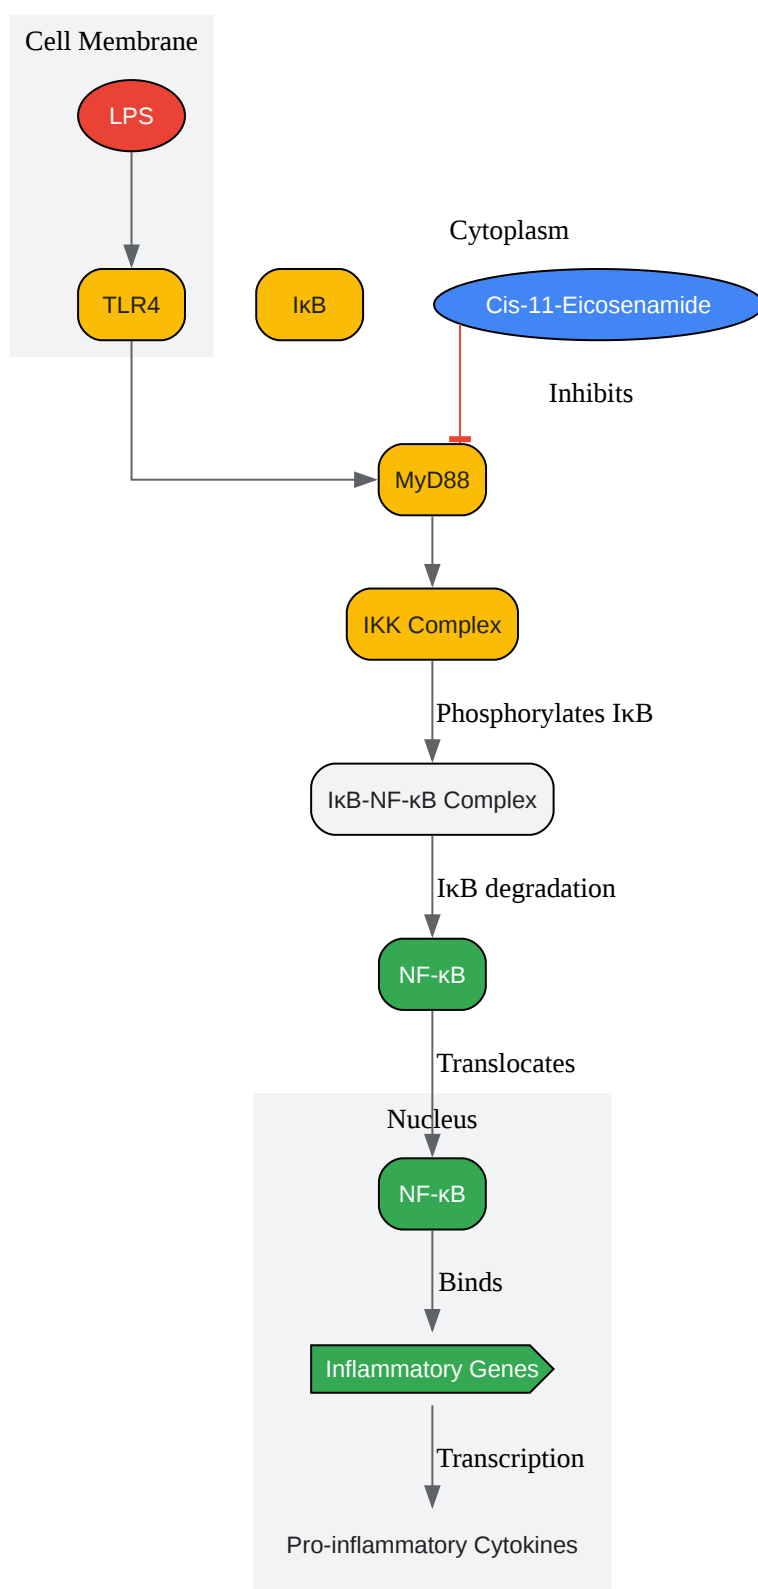 Cell Membrane
LPS
Cytoplasm
TLR4
IκB
Cis-11-Eicosenamide
Inhibits
MyD88
IKK Complex
Phosphorylates IκB
IκB-NF-κB Complex
IκB degradation
NF-κB
Translocates
Nucleus
NF-κB
Binds
Inflammatory Genes
Transcription
Pro-inflammatory Cytokines